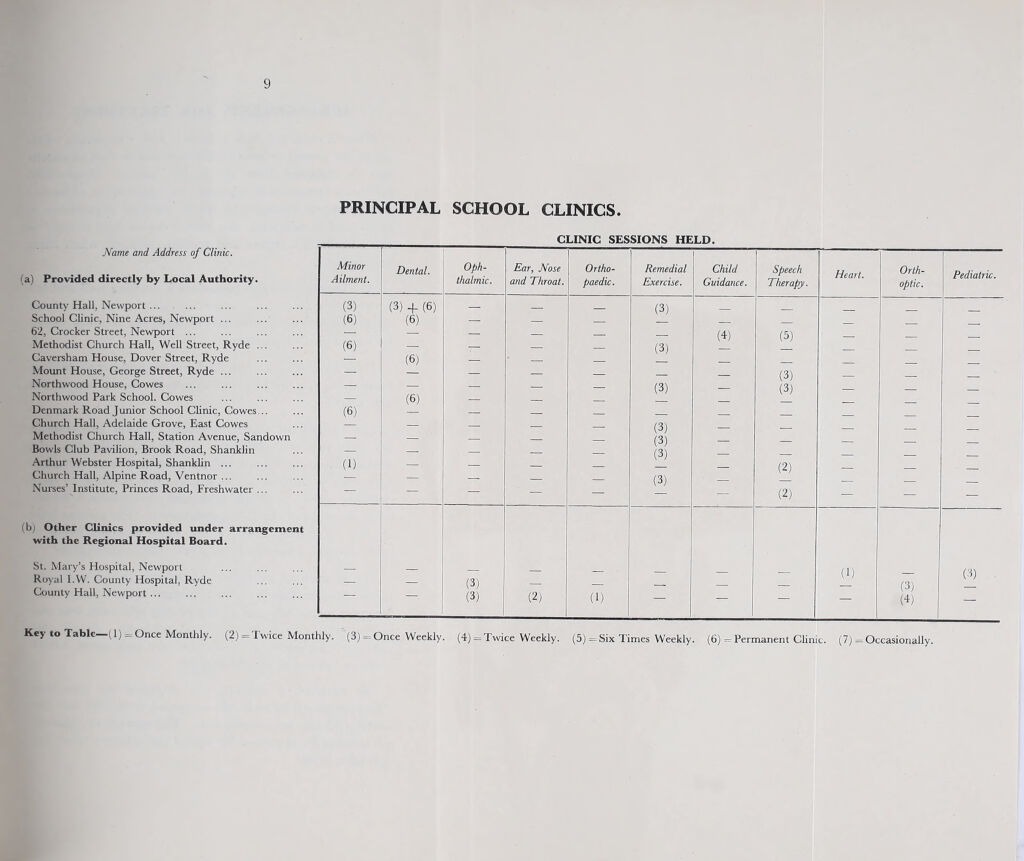 9
PRINCIPAL SCHOOL CLINICS.
CLINIC SESSIONS HELD.
Name and Address of Clinic. Minor Ailment. Dental. Oph-thalmic. Ear, Nose and Throat. Ortho-paedic. Remedial Exercise. Child Guidance. Speech Therapy. Heart. Orth-optic. Pediatric.
(a) Provided directly by Local Authority.
County Hall, Newport ... ... ... ... ... (3) (3) + (6) — — — (3) — — — — —
School Clinic, Nine Acres, Newport ... ... ... (6) (6) — — — — — — — — —
62, Crocker Street, Newport ... ... ... ... — — — — — — (4) (5) — — —
Methodist Church Hall, Well Street, Ryde ... ... (6) — — — — (3) — — — — —
Caversham House, Dover Street, Ryde ... ... — (6) — — — — — — — — —
Mount House, George Street, Ryde ... ... ... — — — — — — — (3) — — —
Northwood House, Cowes ... ... ... ... — — — — — (3) — (3) — — —
Northwood Park School. Cowes ... ... ... — (6) — — — — — — — — —
Denmark Road Junior School Clinic, Cowes... ... (6) — — — — — — — — — —
Church Hall, Adelaide Grove, East Cowes ... — — — — — (3) — — — — —
Methodist Church Hall, Station Avenue, Sandown — — — — — (3) — — — — —
Bowls Club Pavilion, Brook Road, Shanklin ... — — — — — (3) — — — — —
Arthur Webster Hospital, Shanklin ... ... ... (1) — — — — — — (2) — — —
Church Hall, Alpine Road, Ventnor ... ... ... — — — — — (3) — — — — —
Nurses' Institute, Princes Road, Freshwater ... ... — — — — — — — (2) — — —
(b) Other Clinics provided under arrangement
with the Regional Hospital Board.
St. Mary's Hospital, Newport ... ... ... — — — — — — — — (1) — (3)
Royal I.W. County Hospital, Ryde ... ... — — (3) — — — — — — (3) —
County Hall, Newport ... ... ... ... ... — — (3) (2) (1) — — — — (4) —
Key to Table—(1) = Once Monthly. (2) = Twice Monthly. (3) = Once Weekly. (4) = Twice Weekly. (5) = Six Times Weekly. (6) = Permanent Clinic. (7) = Occasionally.